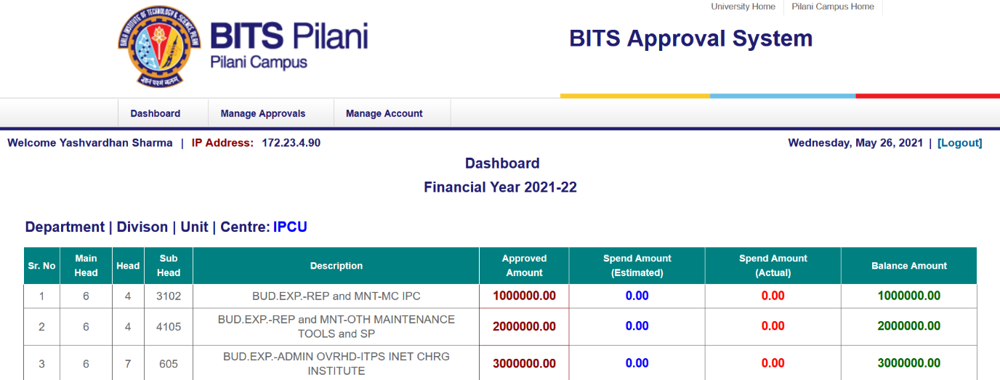 University Home
Pilani Campus Home
BIRLA INSTITUTE OF TECHNOLOGY & SCIENCE PILANI
ज्ञानं परमं बलम्
BITS Pilani
Pilani Campus
BITS Approval System
Dashboard
Manage Approvals
Manage Account
Welcome Yashvardhan Sharma | IP Address: 172.23.4.90
Wednesday, May 26, 2021 | [Logout]
Dashboard
Financial Year 2021-22
Department | Divison | Unit | Centre: IPCU
Sr. No Main Head Head Sub Head Description Approved Amount Spend Amount (Estimated) Spend Amount (Actual) Balance Amount
1 6 4 3102 BUD.EXP.-REP and MNT-MC IPC 1000000.00 0.00 0.00 1000000.00
2 6 4 4105 BUD.EXP.-REP and MNT-OTH MAINTENANCE TOOLS and SP 2000000.00 0.00 0.00 2000000.00
3 6 7 605 BUD.EXP.-ADMIN OVRHD-ITPS INET CHRG INSTITUTE 3000000.00 0.00 0.00 3000000.00